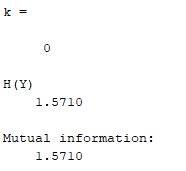 k =
0
H(Y)
1.5710
Mutual information:
1.5710